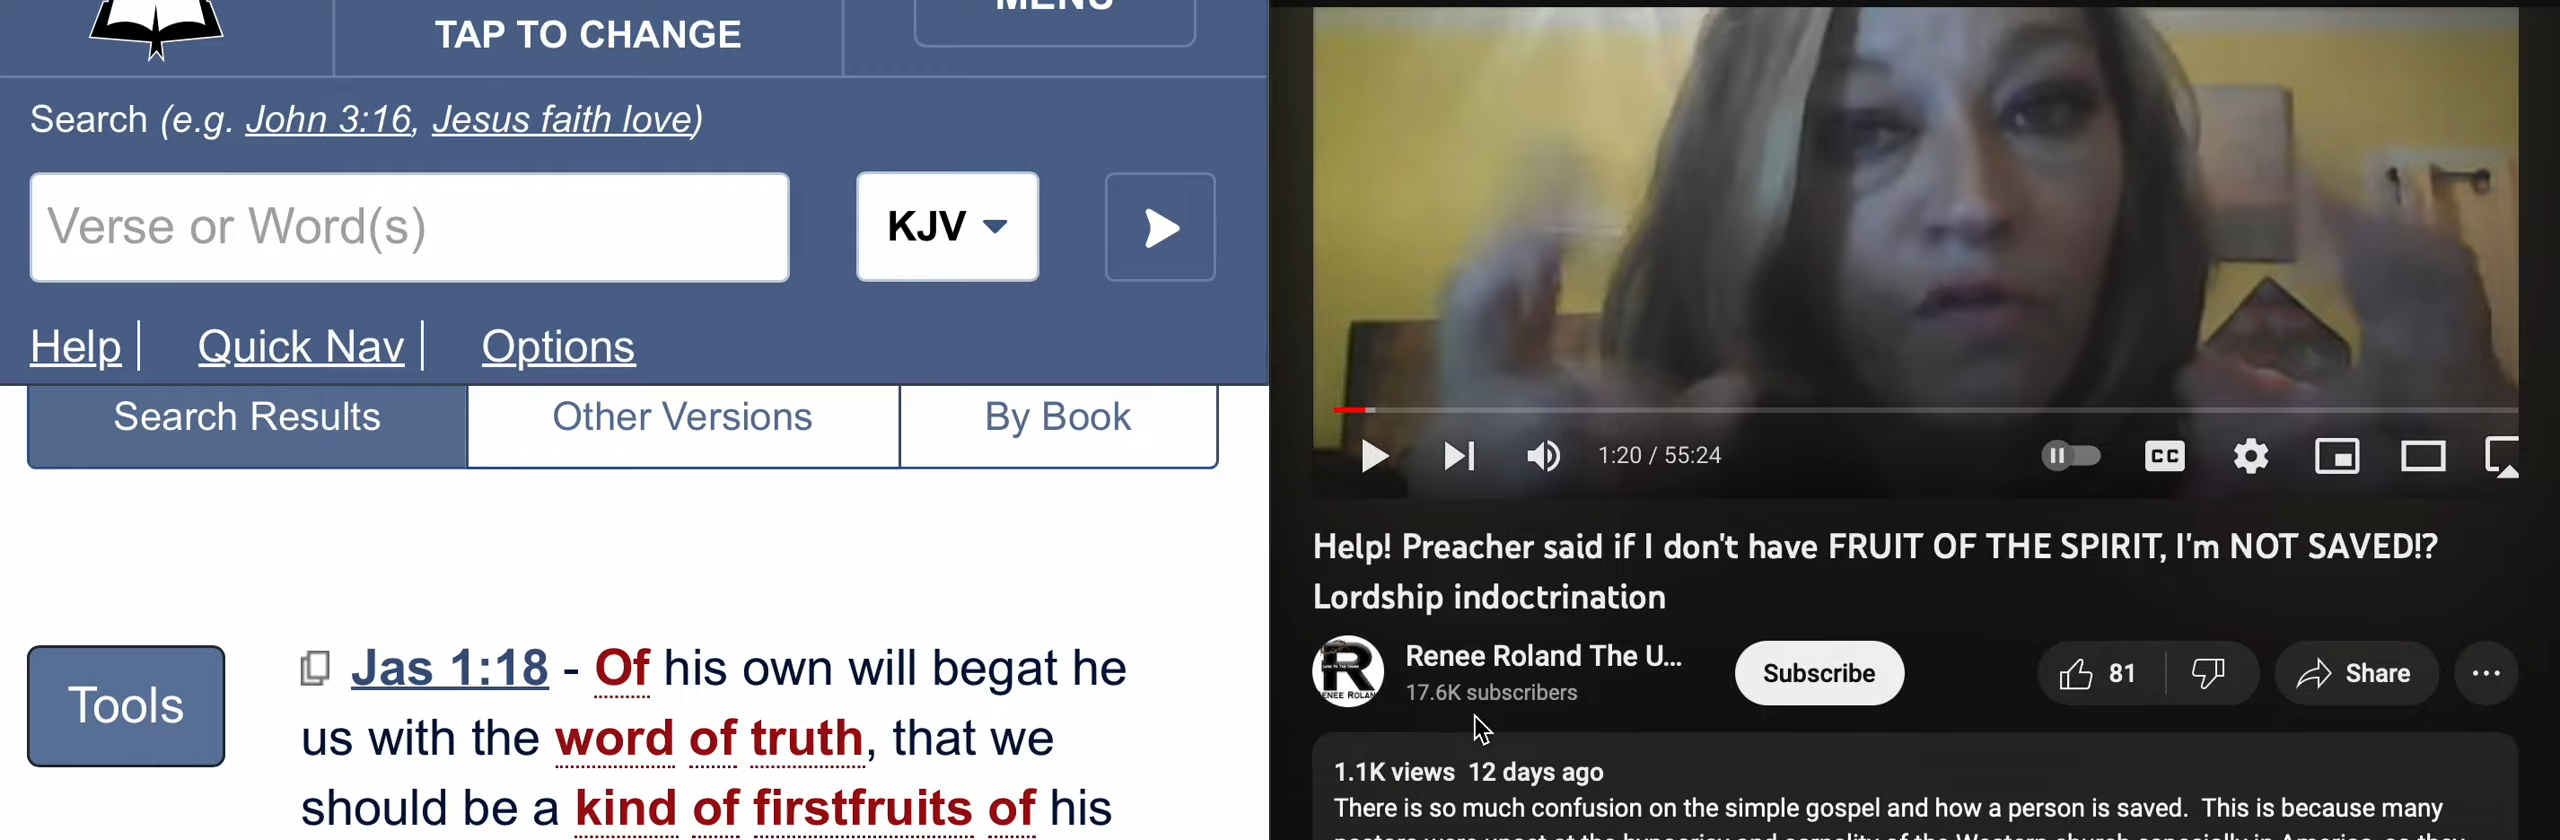 TAP TO CHANGE
MENU
Search (e.g. John 3:16, Jesus faith love)
Verse or Word(s)
KJV
Help | Quick Nav | Options
Search Results
Other Versions
By Book
Tools
Jas 1:18 - Of his own will begat he
us with the word of truth, that we
should be a kind of firstfruits of his
1:20 / 55:24
CC
Help! Preacher said if I don't have FRUIT OF THE SPIRIT, I'm NOT SAVED!?
Lordship indoctrination
R
Renee Roland The U...
17.6K subscribers
Subscribe
81
Share
1.1K views 12 days ago
There is so much confusion on the simple gospel and how a person is saved. This is because many